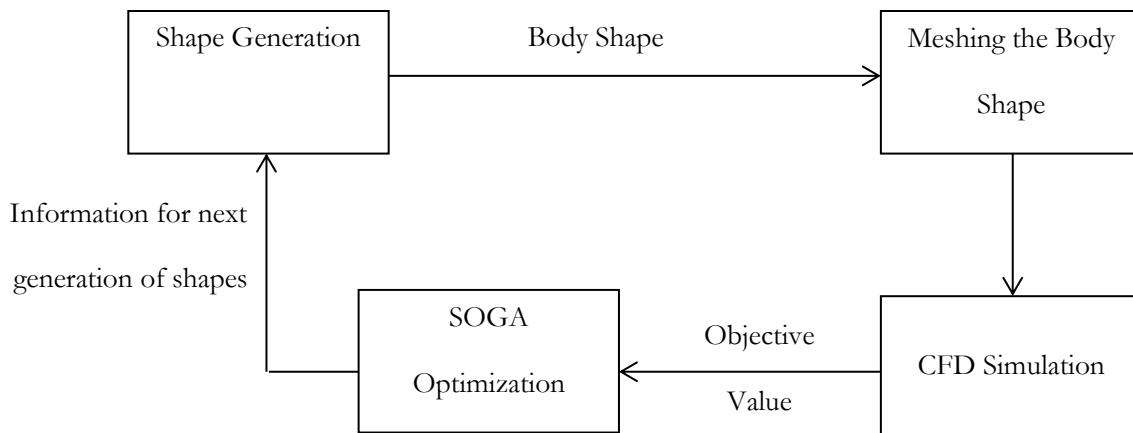 Shape Generation
Body Shape
Meshing the Body
Shape
Information for next
generation of shapes
SOGA
Optimization
Objective
Value
CFD Simulation